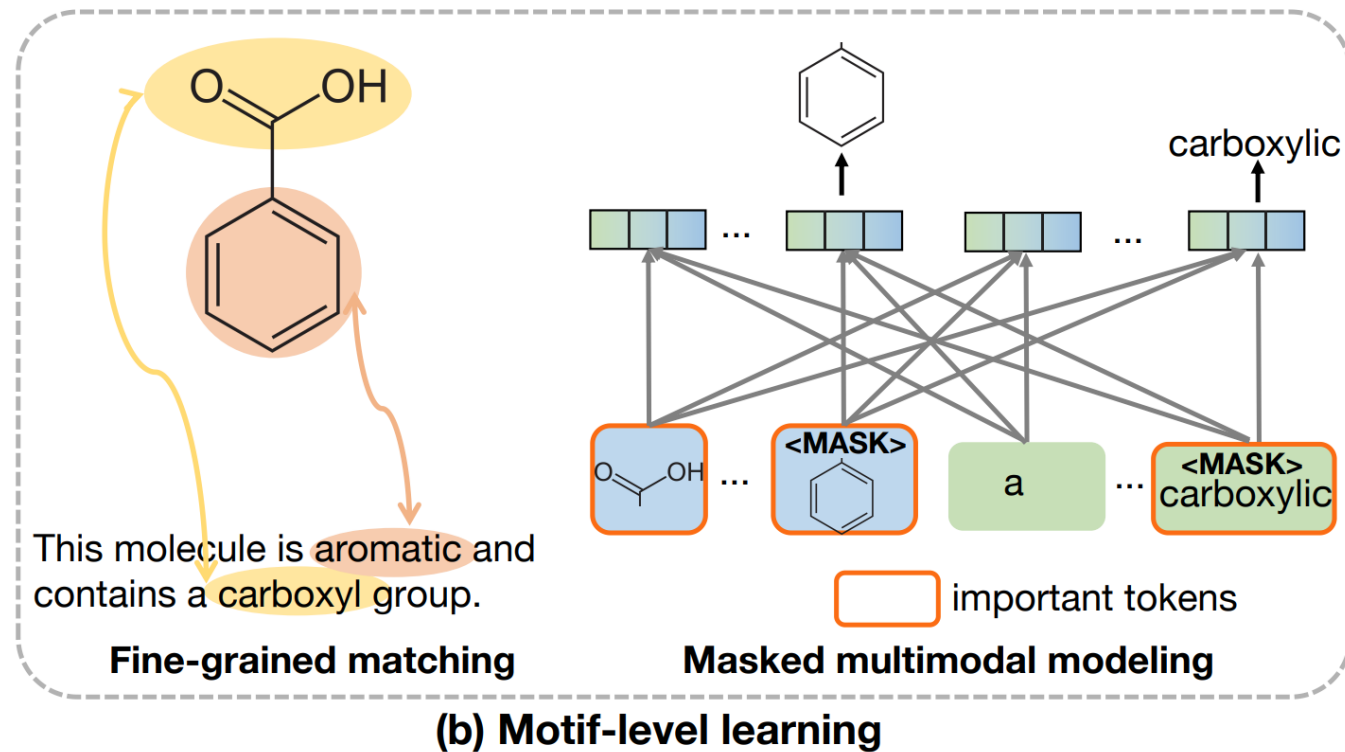 O OH
This molecule is aromatic and
contains a carboxyl group.
Fine-grained matching
carboxylic
... ...
O OH
...
<MASK>
a
...
<MASK>
carboxylic
important tokens
Masked multimodal modeling
(b) Motif-level learning